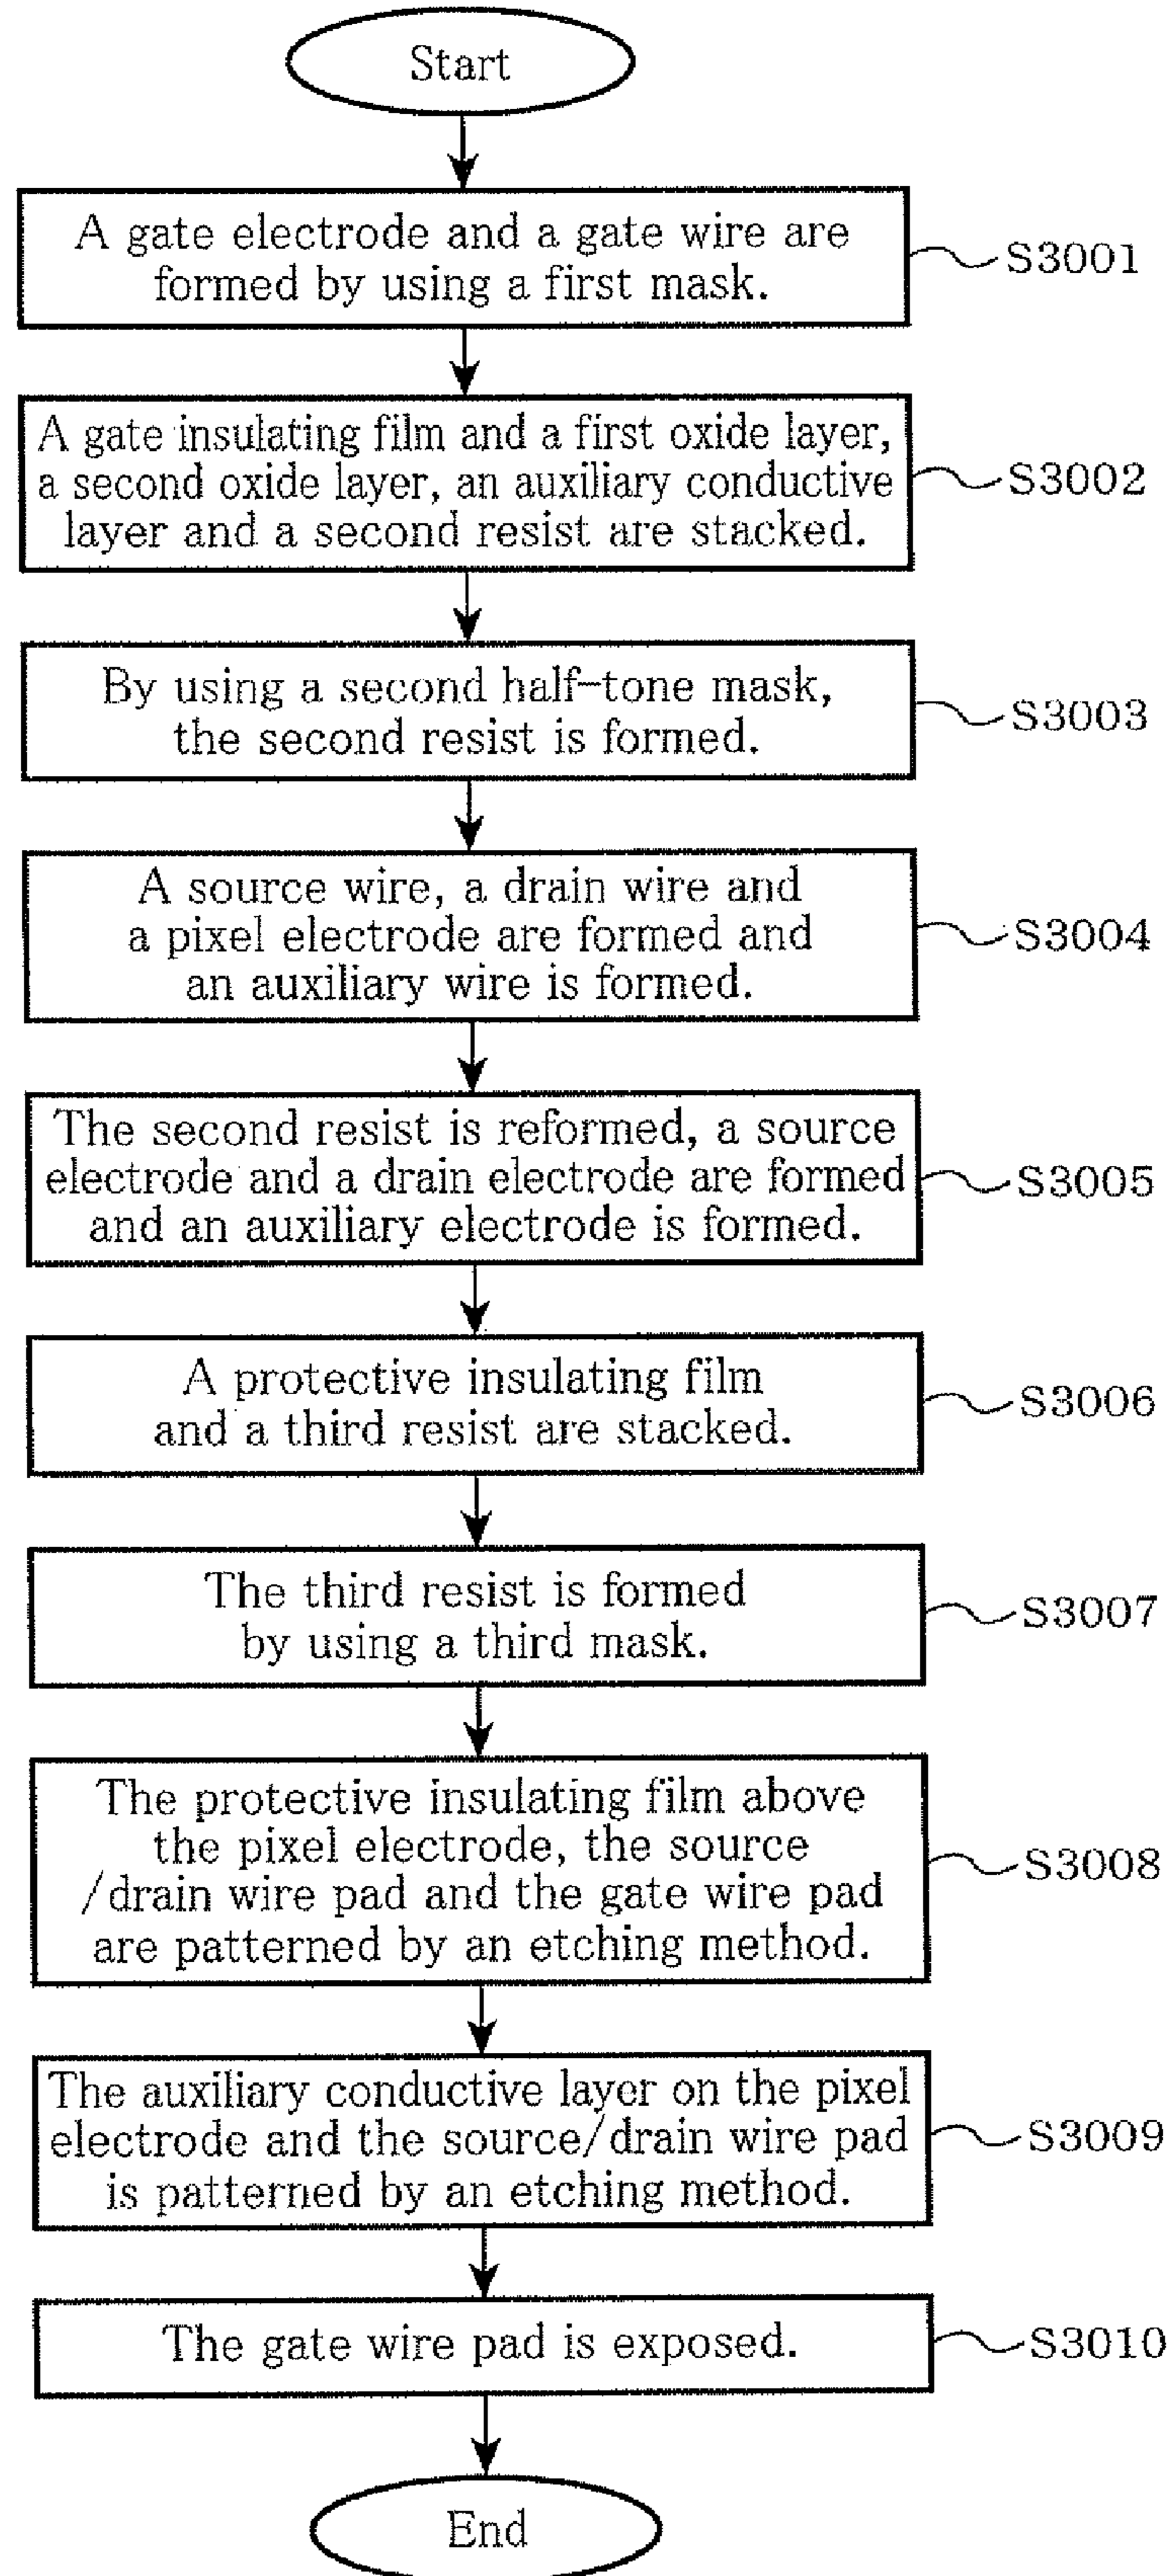 Start
A gate electrode and a gate wire are
formed by using a first mask.
S3001
A gate insulating film and a first oxide layer,
a second oxide layer, an auxiliary conductive
layer and a second resist are stacked.
S3002
By using a second half-tone mask,
the second resist is formed.
S3003
A source wire, a drain wire and
a pixel electrode are formed and
an auxiliary wire is formed.
S3004
The second resist is reformed, a source
electrode and a drain electrode are formed
and an auxiliary electrode is formed.
S3005
A protective insulating film
and a third resist are stacked.
S3006
The third resist is formed
by using a third mask.
S3007
The protective insulating film above
the pixel electrode, the source
/drain wire pad and the gate wire pad
are patterned by an etching method.
S3008
The auxiliary conductive layer on the pixel
electrode and the source/drain wire pad
is patterned by an etching method.
S3009
The gate wire pad is exposed.
S3010
End